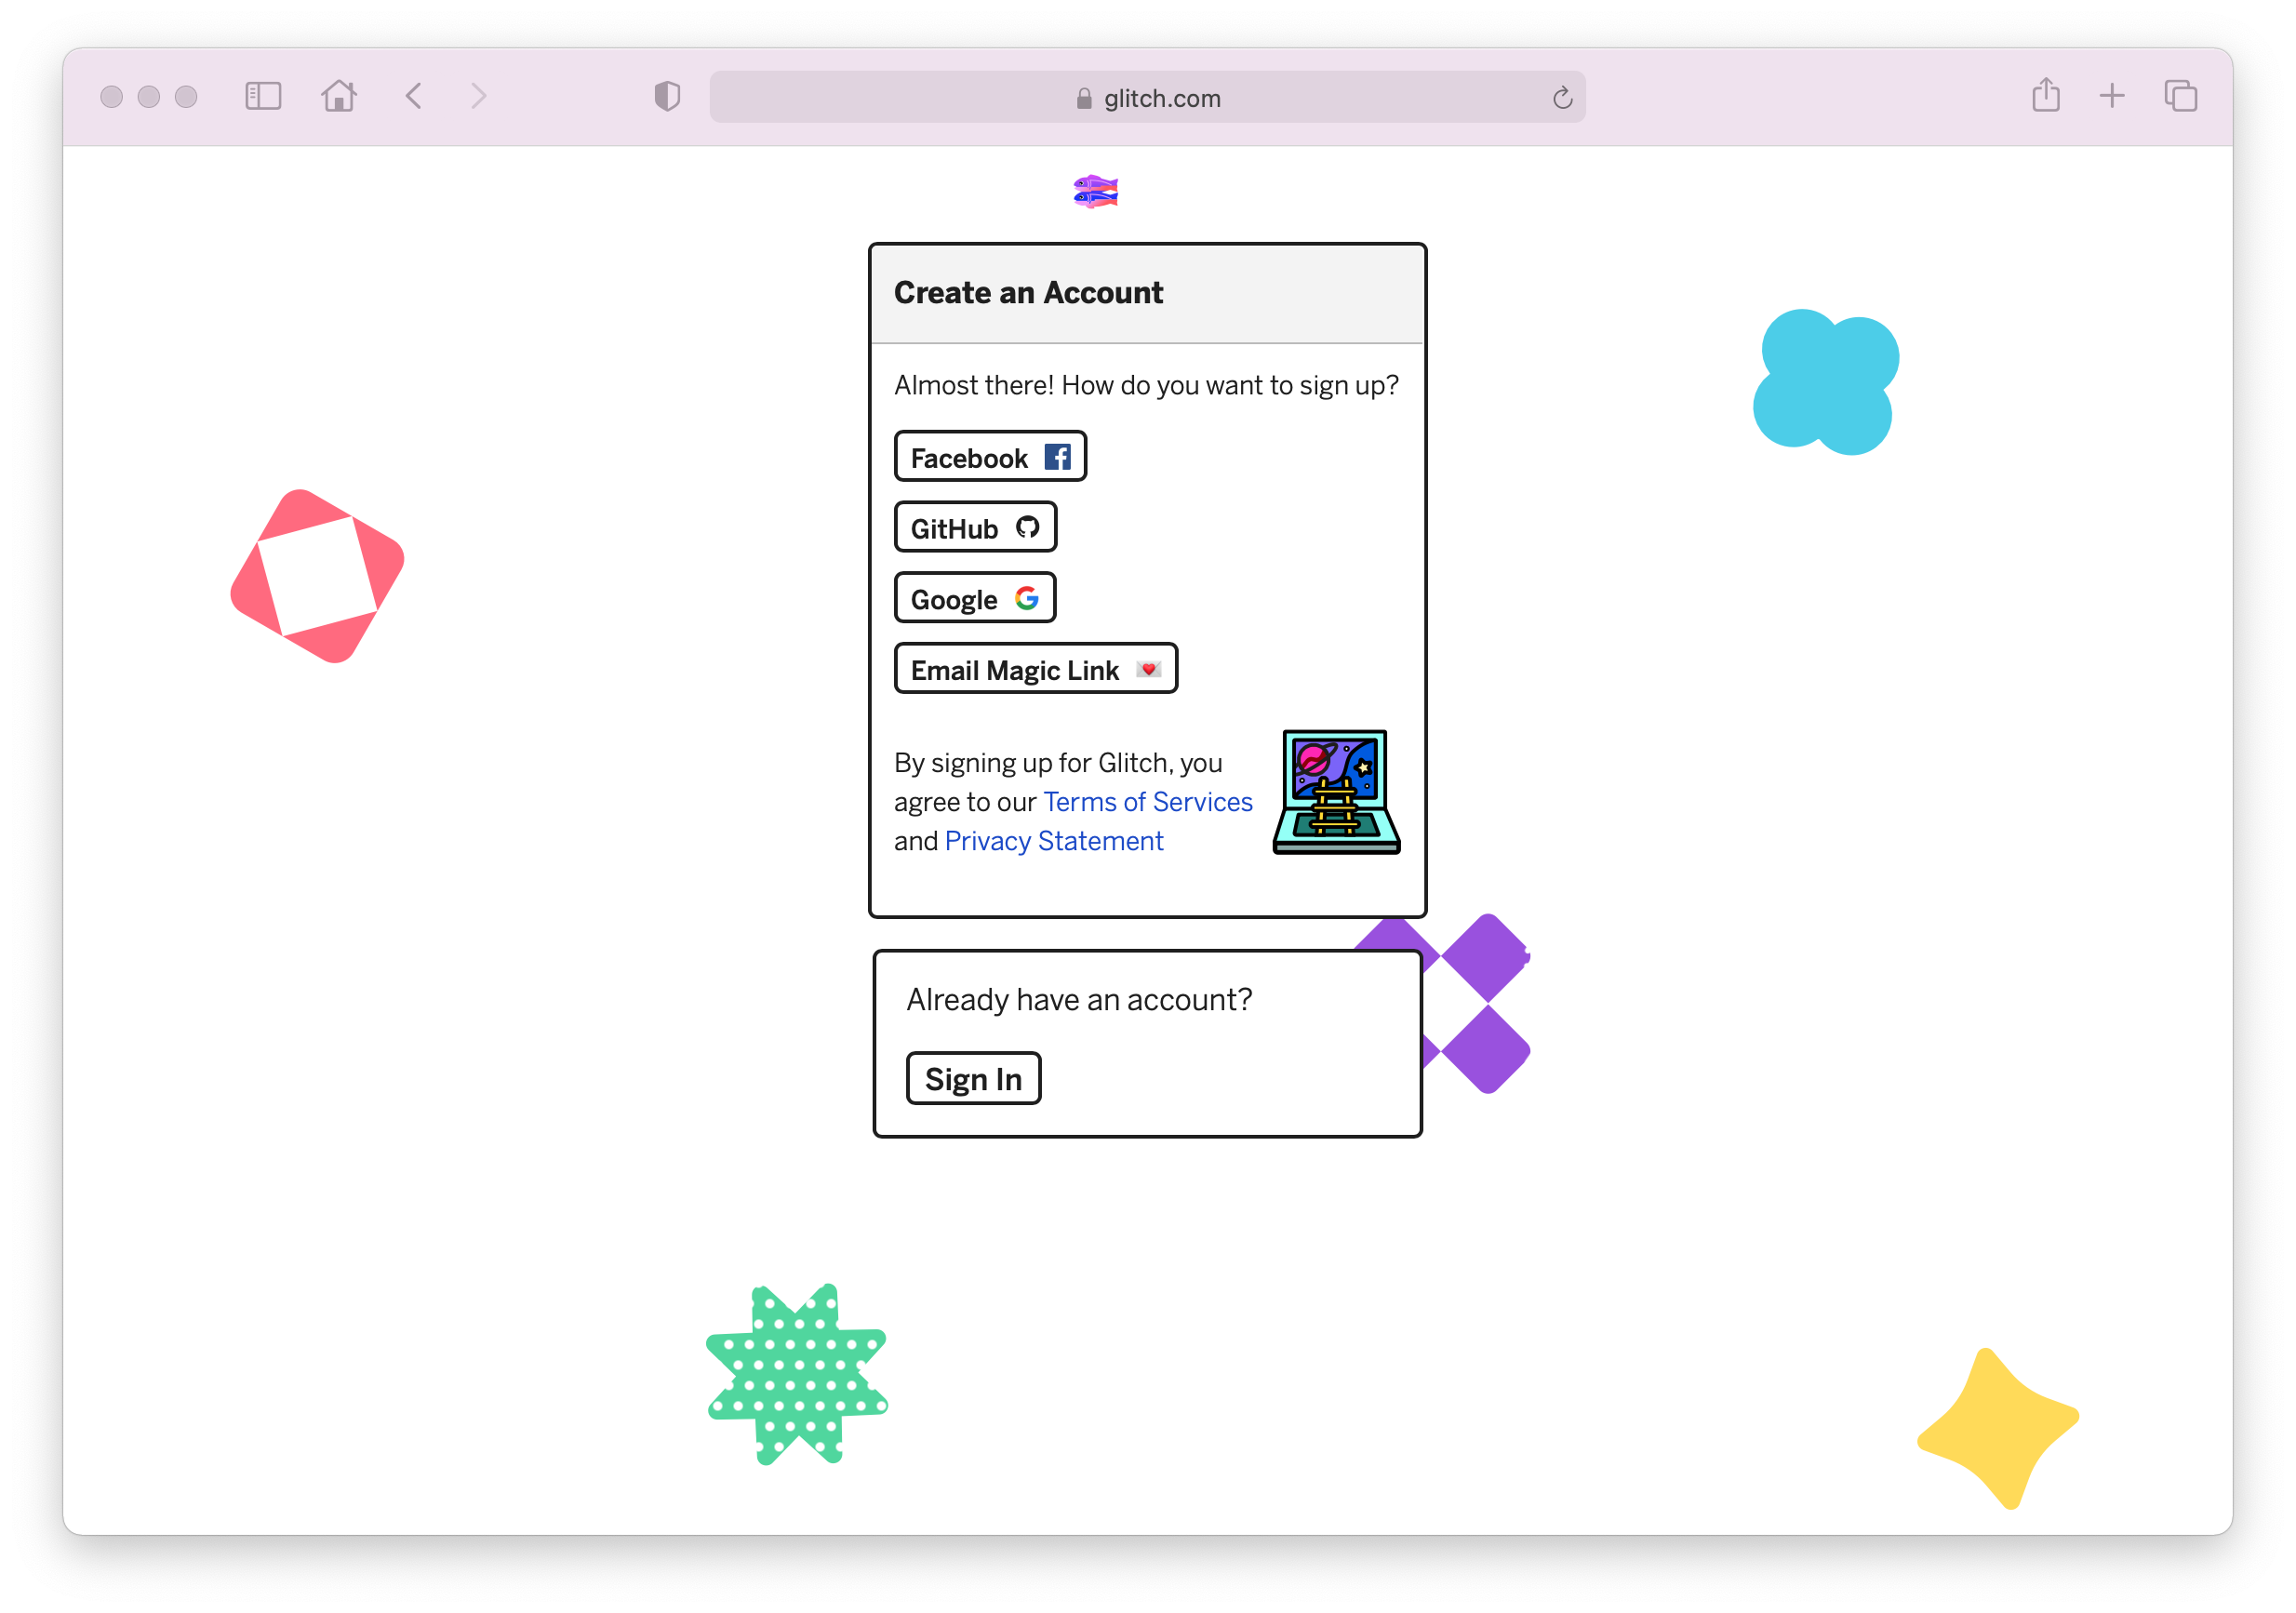 glitch.com
Create an Account
Almost there! How do you want to sign up?
Facebook
GitHub
Google
Email Magic Link
By signing up for Glitch, you
agree to our Terms of Services
and Privacy Statement
Already have an account?
Sign In